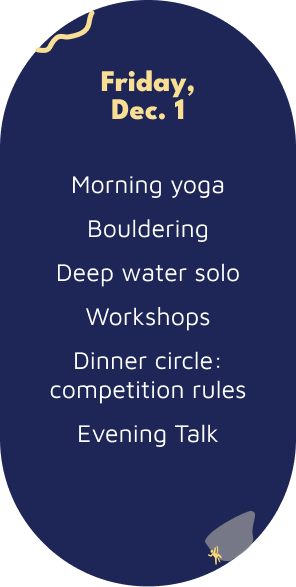 Friday,
Dec. 1
Morning yoga
Bouldering
Deep water solo
Workshops
Dinner circle:
competition rules
Evening Talk